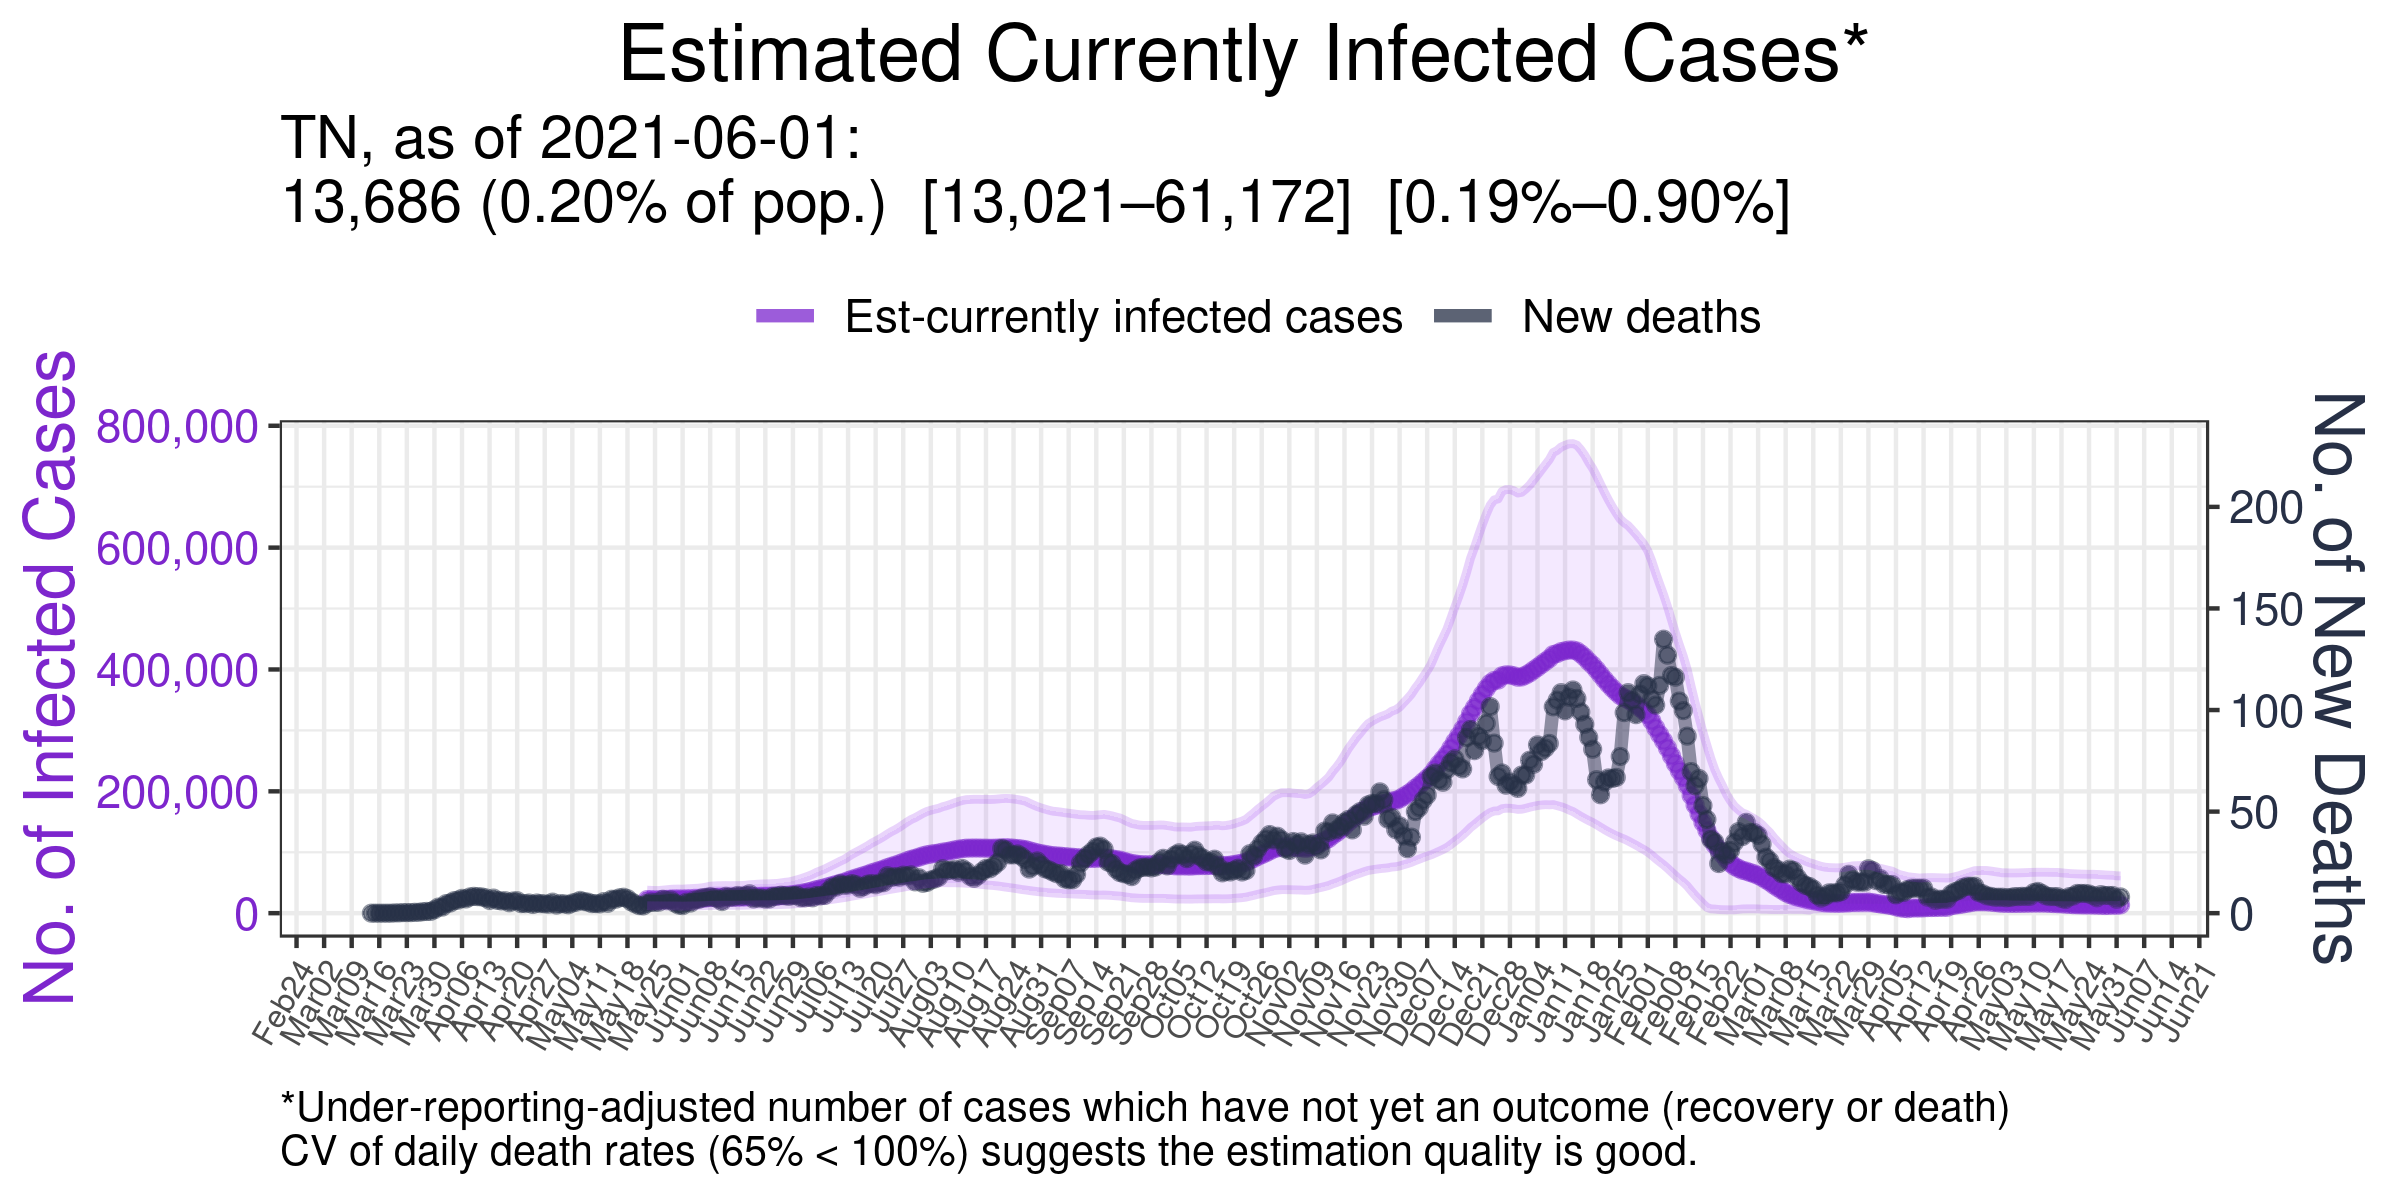 Estimated Currently Infected Cases*
TN, as of 2021-06-01:
13,686 (0.20% of pop.)  [13,021–61,172]  [0.19%–0.90%]
Est-currently infected cases
New deaths
No. of Infected Cases
800,000
600,000
400,000
200,000
0
200
150
100
50
0
No. of New Deaths
Feb24
Mar02
Mar09
Mar16
Mar23
Mar30
Apr06
Apr13
Apr20
Apr27
May04
May11
May18
May25
Jun01
Jun08
Jun15
Jun22
Jun29
Jul06
Jul13
Jul20
Jul27
Aug03
Aug10
Aug17
Aug24
Aug31
Sep07
Sep14
Sep21
Sep28
Oct05
Oct12
Oct19
Oct26
Nov02
Nov09
Nov16
Nov23
Nov30
Dec07
Dec14
Dec21
Dec28
Jan04
Jan11
Jan18
Jan25
Feb01
Feb08
Feb15
Feb22
Mar01
Mar08
Mar15
Mar22
Mar29
Apr05
Apr12
Apr19
Apr26
May03
May10
May17
May24
May31
Jun07
Jun14
Jun21
*Under-reporting-adjusted number of cases which have not yet an outcome (recovery or death)
CV of daily death rates (65% < 100%) suggests the estimation quality is good.